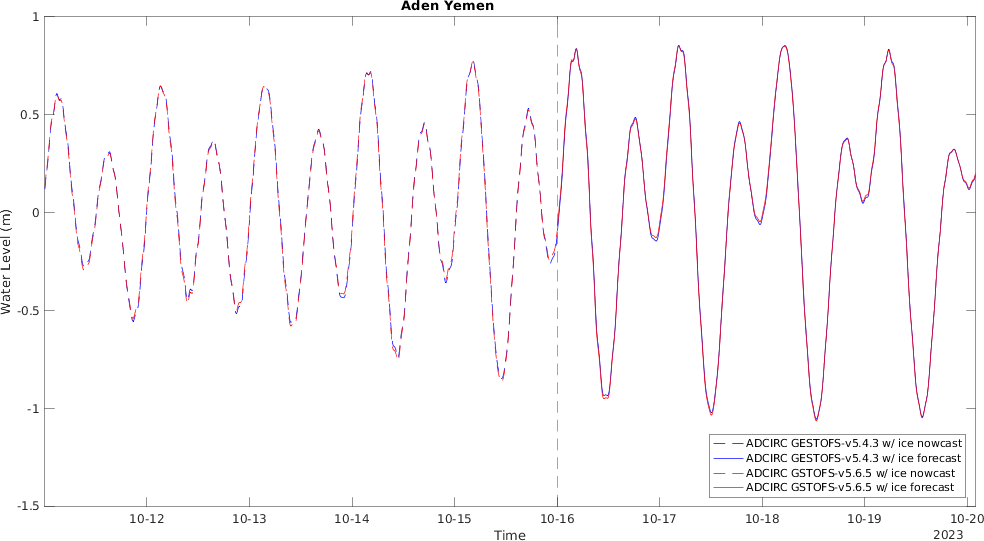 Aden Yemen
Water Level (m)
1
0.5
0
-0.5
-1
-1.5
ADCIRC GESTOFS-v5.4.3 w/ ice nowcast
ADCIRC GESTOFS-v5.4.3 w/ ice forecast
ADCIRC GSTOFS-v5.6.5 w/ ice nowcast
ADCIRC GSTOFS-v5.6.5 w/ ice forecast
10-12 10-13 10-14 10-15 10-16 10-17 10-18 10-19 10-20
Time
2023